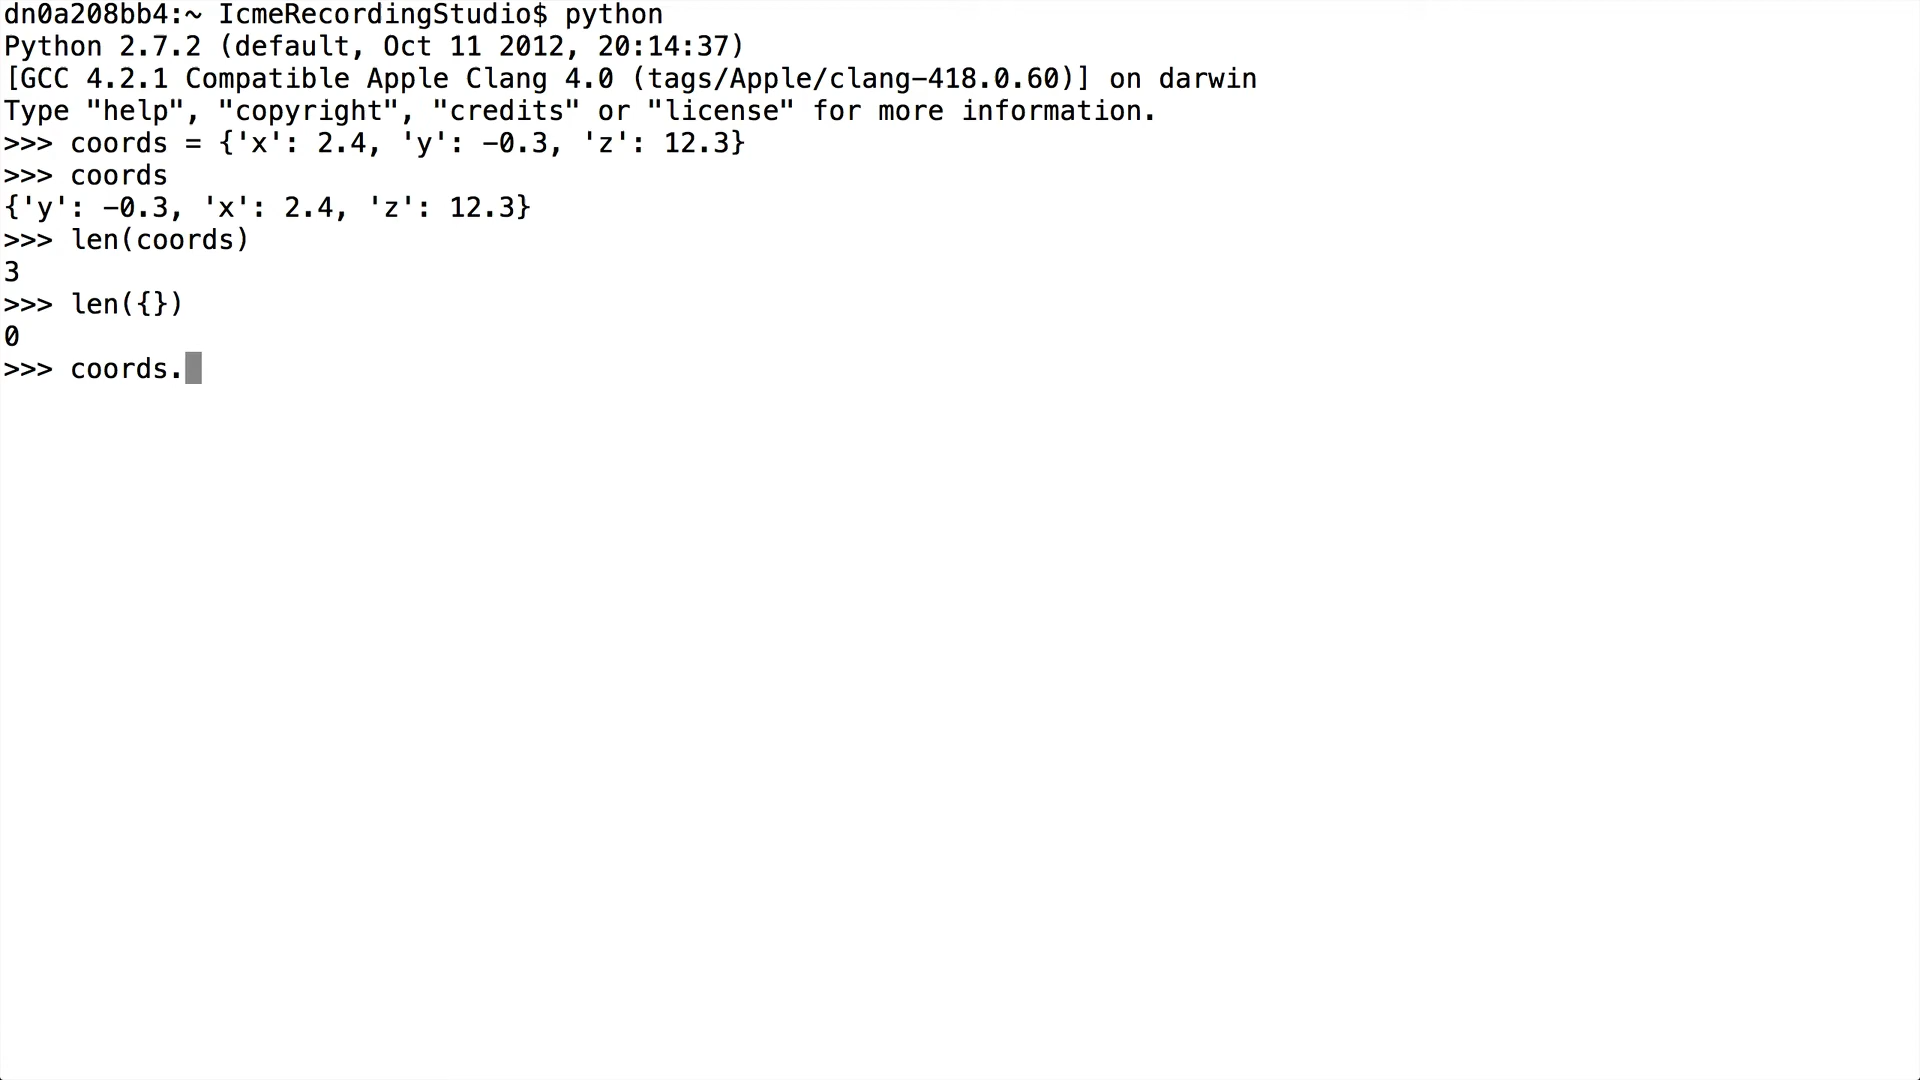 dn0a208bb4:~ IcmeRecordingStudio$ python
Python 2.7.2 (default, Oct 11 2012, 20:14:37)
[GCC 4.2.1 Compatible Apple Clang 4.0 (tags/Apple/clang-418.0.60)] on darwin
Type "help", "copyright", "credits" or "license" for more information.
>>> coords = {'x': 2.4, 'y': -0.3, 'z': 12.3}
>>> coords
{'y': -0.3, 'x': 2.4, 'z': 12.3}
>>> len(coords)
3
>>> len({})
0
>>> coords.